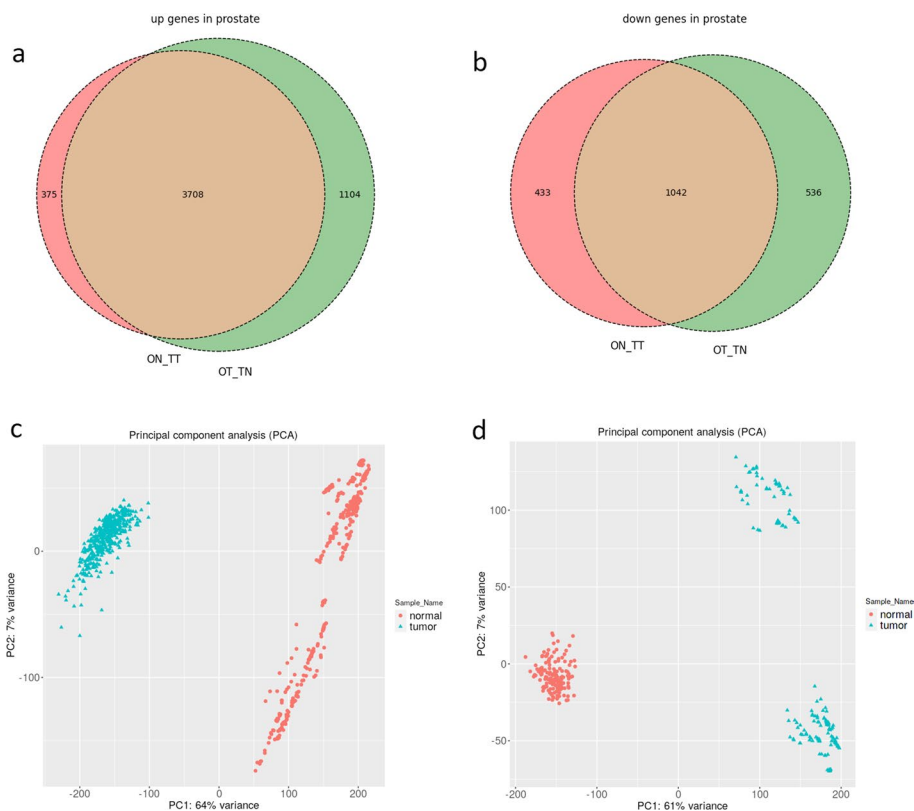 up genes in prostate
down genes in prostate
a
b
375
3708
1104
433
1042
536
ON_TT
OT_TN
ON_TT
OT_TN
c
d
Principal component analysis (PCA)
Principal component analysis (PCA)
0
-100
PC2: 7% variance
-200
-100
0
100
200
PC1: 64% variance
Sample_Name
normal
tumor
100
50
0
-50
PC2: 7% variance
-200
-100
0
100
200
PC1: 61% variance
Sample_Name
normal
tumor